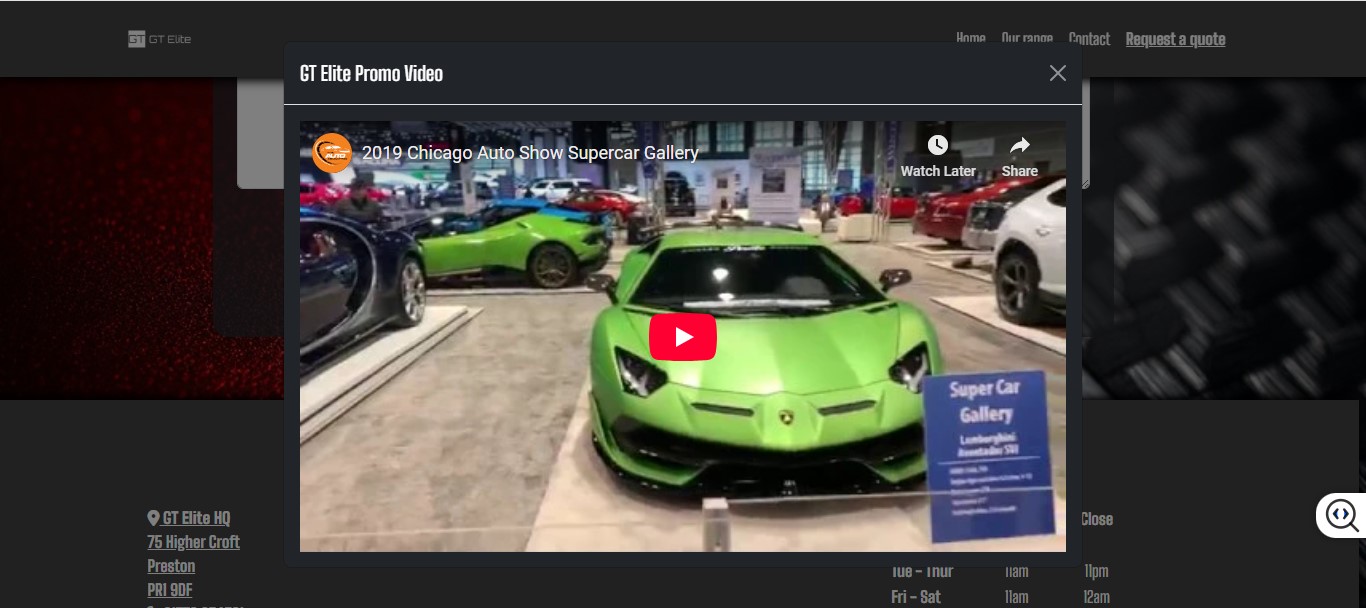 GT GT Elite
Home Our range Contact Request a quote
GT Elite Promo Video
AUTO
2019 Chicago Auto Show Supercar Gallery
Watch Later Share
Super Car
Gallery
Lamborghini
Aventador SVJ
GT Elite HQ
75 Higher Croft
Preston
PR1 9DF
Close
Tue - Thur 11am 11pm
Fri - Sat 11am 12am